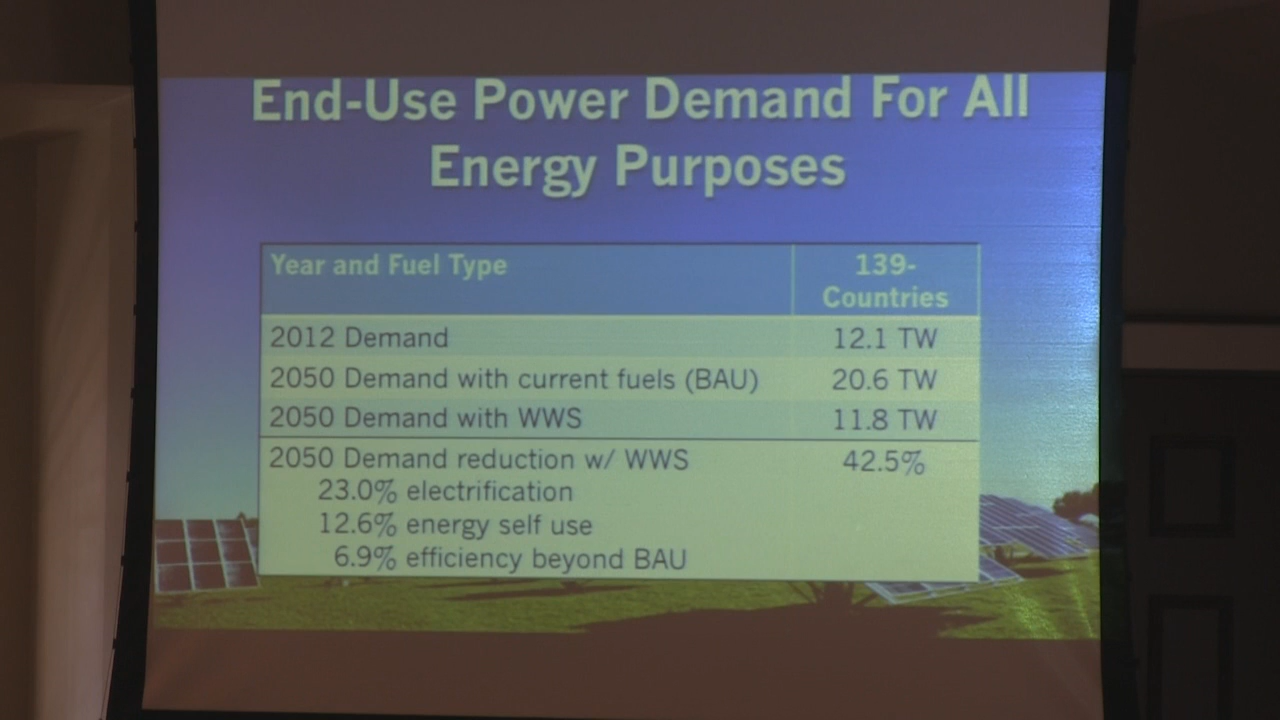 End-Use Power Demand For All
Energy Purposes
Year and Fuel Type
139-
Countries
2012 Demand 12.1 TW
2050 Demand with current fuels (BAU) 20.6 TW
2050 Demand with WWS 11.8 TW
2050 Demand reduction w/ WWS 42.5%
23.0% electrification
12.6% energy self use
6.9% efficiency beyond BAU